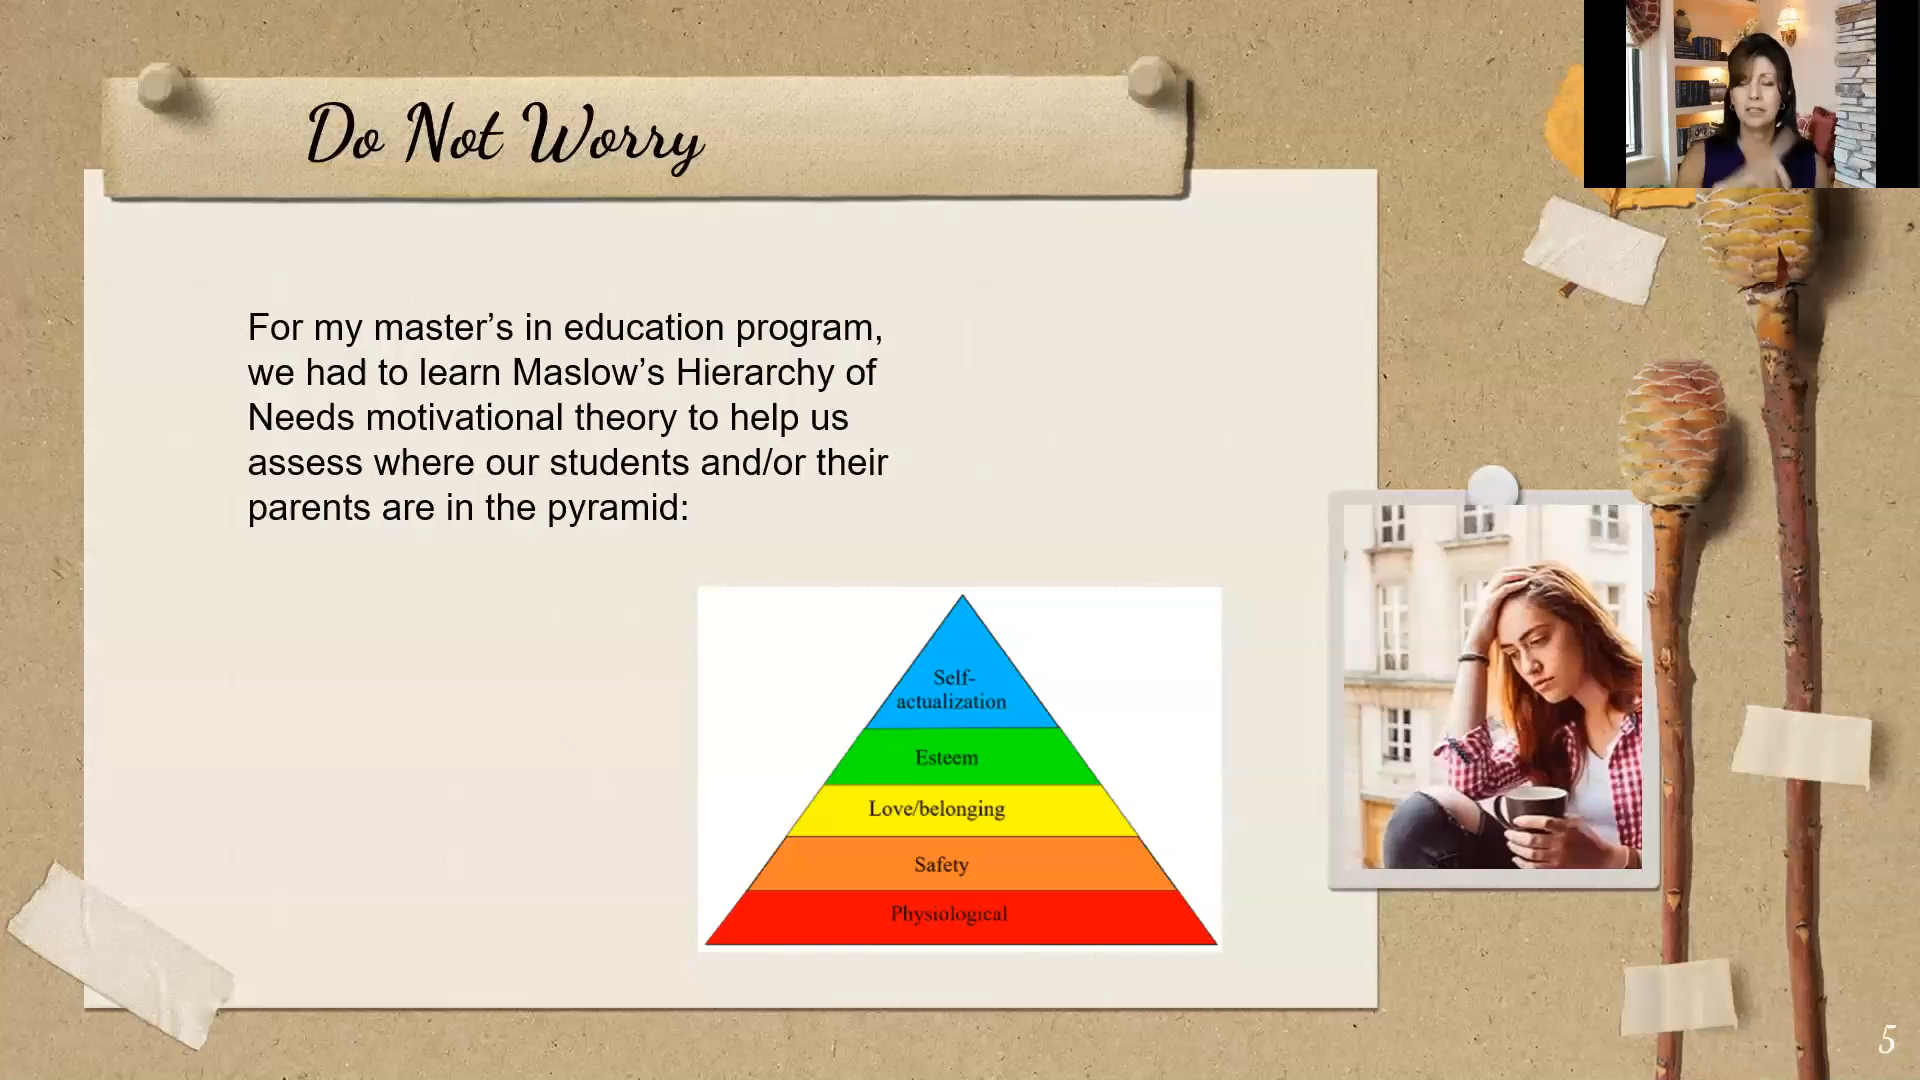 Do Not Worry
For my master’s in education program,
we had to learn Maslow’s Hierarchy of
Needs motivational theory to help us
assess where our students and/or their
parents are in the pyramid:
Self-
actualization
Esteem
Love/belonging
Safety
Physiological
5